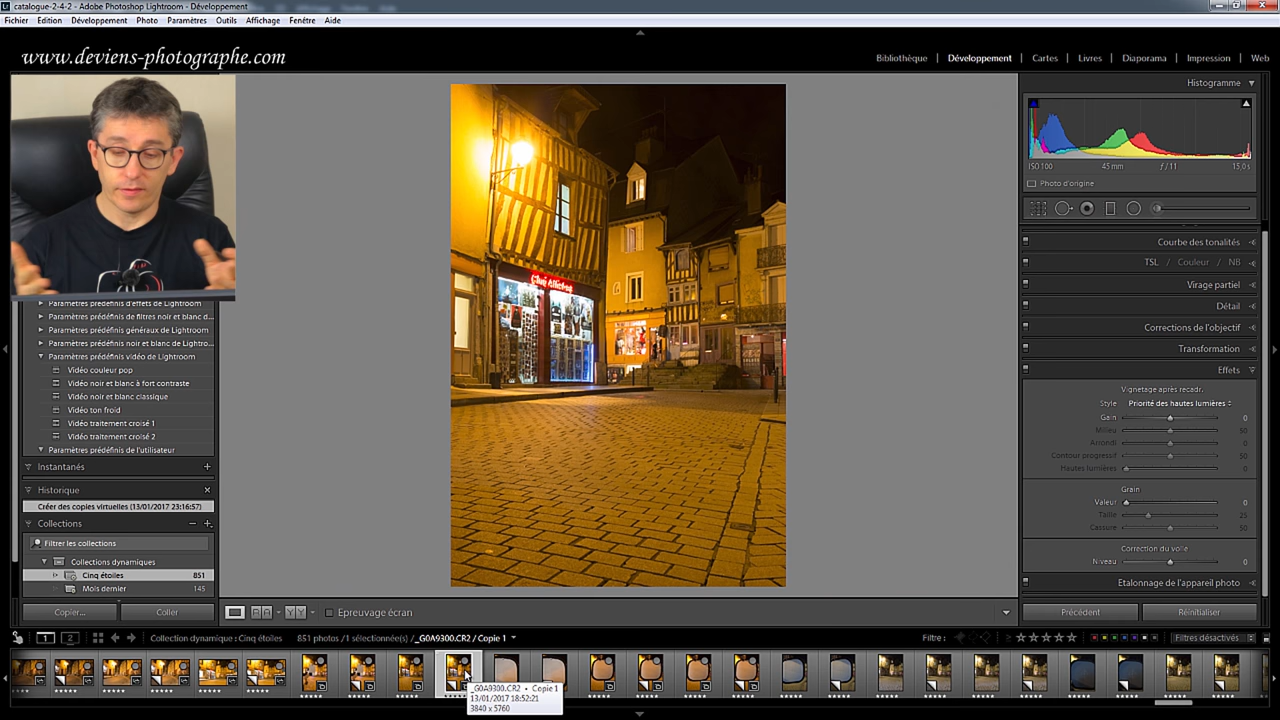 catalogue-2-4-2 - Adobe Photoshop Lightroom - Développement
Fichier Edition Développement Photo Paramètres Outils Affichage Fenêtre Aide
www.deviens-photographe.com
Bibliothèque | Développement | Cartes | Livres | Diaporama | Impression | Web
Histogramme
ISO 100 45mm ƒ/11 15,0s
Photo d'origine
Courbe des tonalités
TSL / Couleur / NB
Virage partiel
Détail
Corrections de l'objectif
Transformation
Effets
Vignetage après recadr.
Style Priorité des hautes lumières
Gain 0
Milieu 50
Arrondi 0
Contour progressif 50
Hautes lumières 0
Grain
Valeur 0
Taille 25
Cassure 50
Correction du voile
Niveau 0
Etalonnage de l'appareil photo
Précédent Réinitialiser
Paramètres prédéfinis d'effets de Lightroom
Paramètres prédéfinis de filtres noir et blanc d...
Paramètres prédéfinis généraux de Lightroom
Paramètres prédéfinis noir et blanc de Lightro...
Paramètres prédéfinis vidéo de Lightroom
Vidéo couleur pop
Vidéo noir et blanc à fort contraste
Vidéo noir et blanc classique
Vidéo ton froid
Vidéo traitement croisé 1
Vidéo traitement croisé 2
Paramètres prédéfinis de l'utilisateur
Instantanés +
Historique ×
Créer des copies virtuelles (13/01/2017 23:16:57)
Collections − +
Filtrer les collections
Collections dynamiques
Cinq étoiles 851
Mois dernier 145
Copier... Coller
Epreuvage écran
1 2 Collection dynamique : Cinq étoiles 851 photos /1 sélectionnée(s) /_G0A9300.CR2 / Copie 1
Filtre : Filtres désactivés
_G0A9300.CR2 • Copie 1
13/01/2017 18:52:21
3840 x 5760